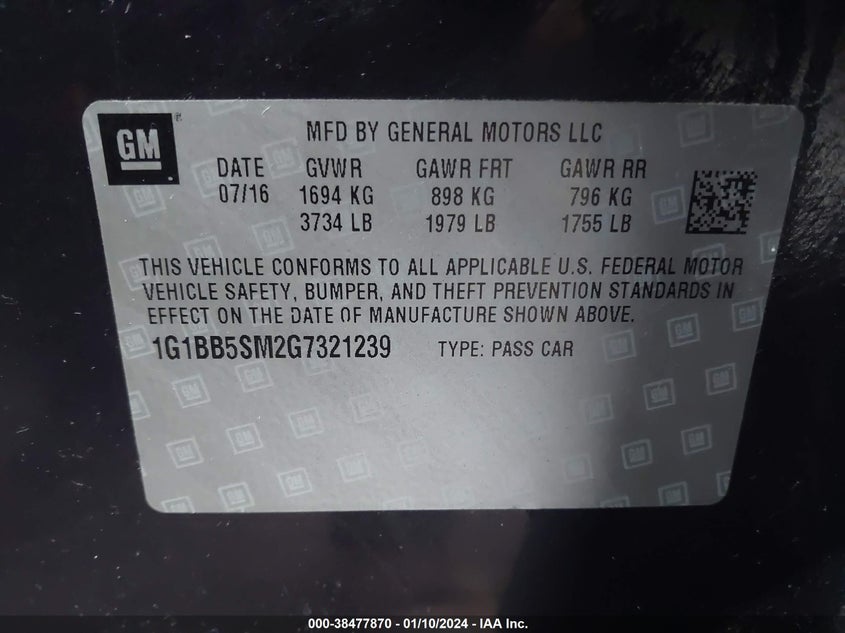 GM
MFD BY GENERAL MOTORS LLC
DATE GVWR GAWR FRT GAWR RR
07/16 1694 KG 898 KG 796 KG
3734 LB 1979 LB 1755 LB
THIS VEHICLE CONFORMS TO ALL APPLICABLE U.S. FEDERAL MOTOR
VEHICLE SAFETY, BUMPER, AND THEFT PREVENTION STANDARDS IN
EFFECT ON THE DATE OF MANUFACTURE SHOWN ABOVE.
1G1BB5SM2G7321239 TYPE: PASS CAR
000-38477870 - 01/10/2024 - IAA Inc.